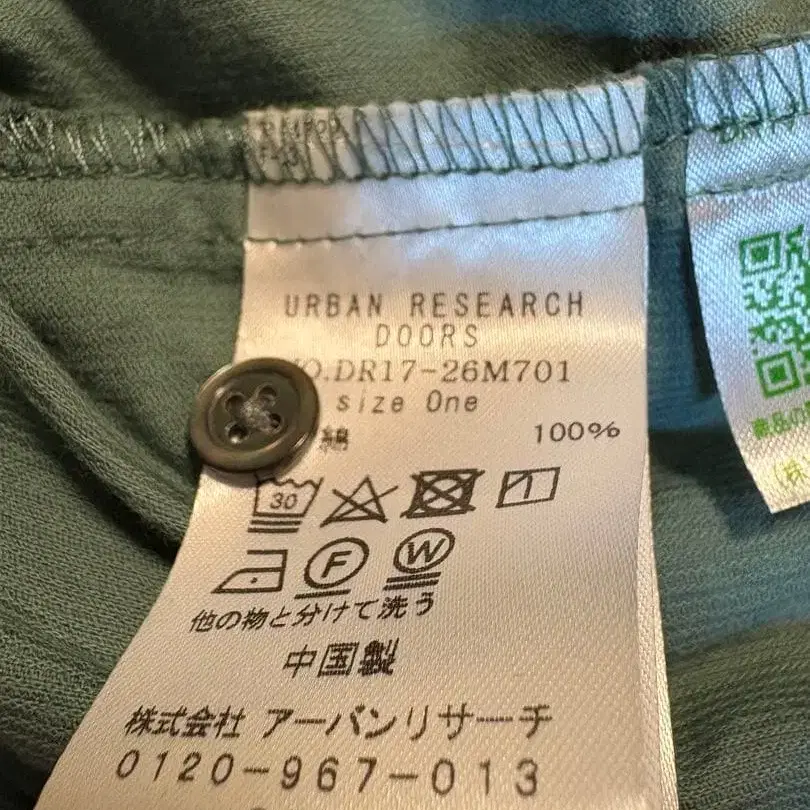 URBAN RESEARCH
DOORS
NO.DR17-26M701
size One
綿 100%
30
F W
他の物と分けて洗う
中国製
株式会社 アーバンリサーチ
0120-967-013